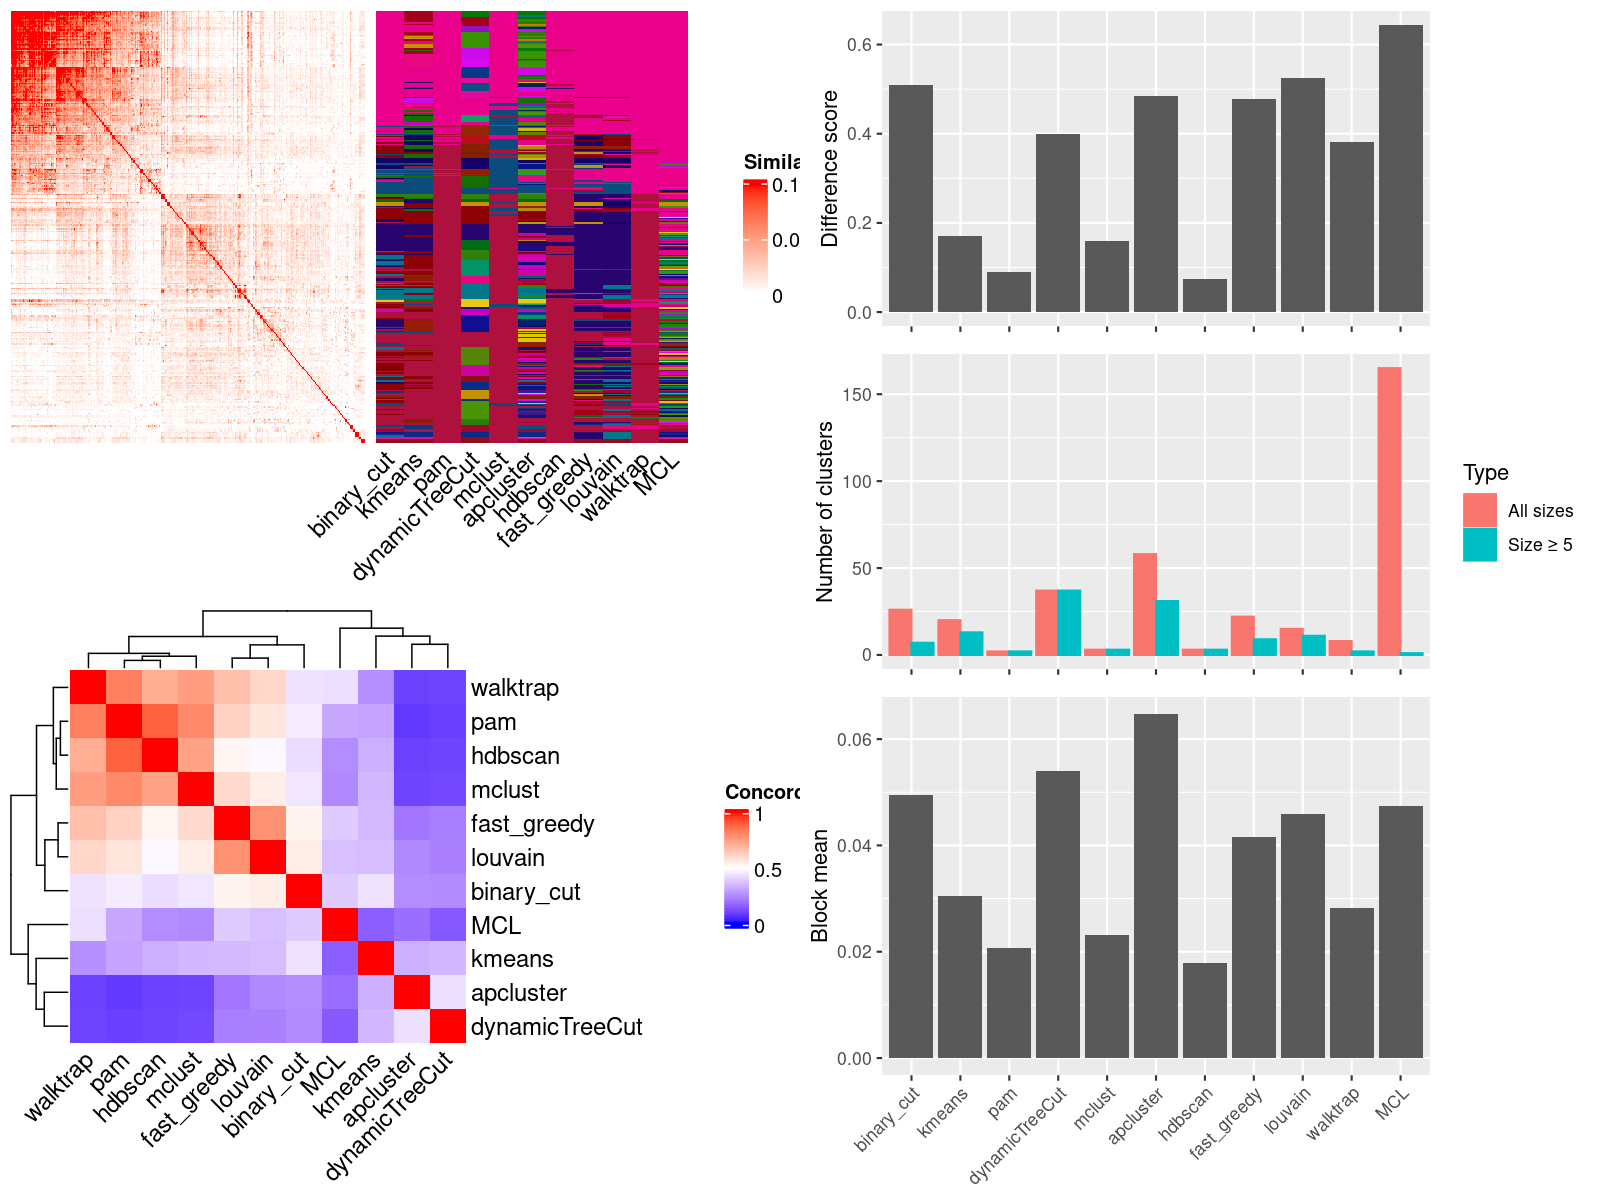 Simila
0.1
0.0
0
binary_cut
kmeans
pam
dynamicTreeCut
mclust
apcluster
hdbscan
fast_greedy
louvain
walktrap
MCL
walktrap
pam
hdbscan
mclust
fast_greedy
louvain
binary_cut
MCL
kmeans
apcluster
dynamicTreeCut
walktrap
pam
hdbscan
mclust
fast_greedy
louvain
binary_cut
MCL
kmeans
apcluster
dynamicTreeCut
Concord
1
0.5
0
Difference score
0.6
0.4
0.2
0.0
Number of clusters
150
100
50
0
Type
All sizes
Size ≥ 5
Block mean
0.06
0.04
0.02
0.00
binary_cut
kmeans
pam
dynamicTreeCut
mclust
apcluster
hdbscan
fast_greedy
louvain
walktrap
MCL